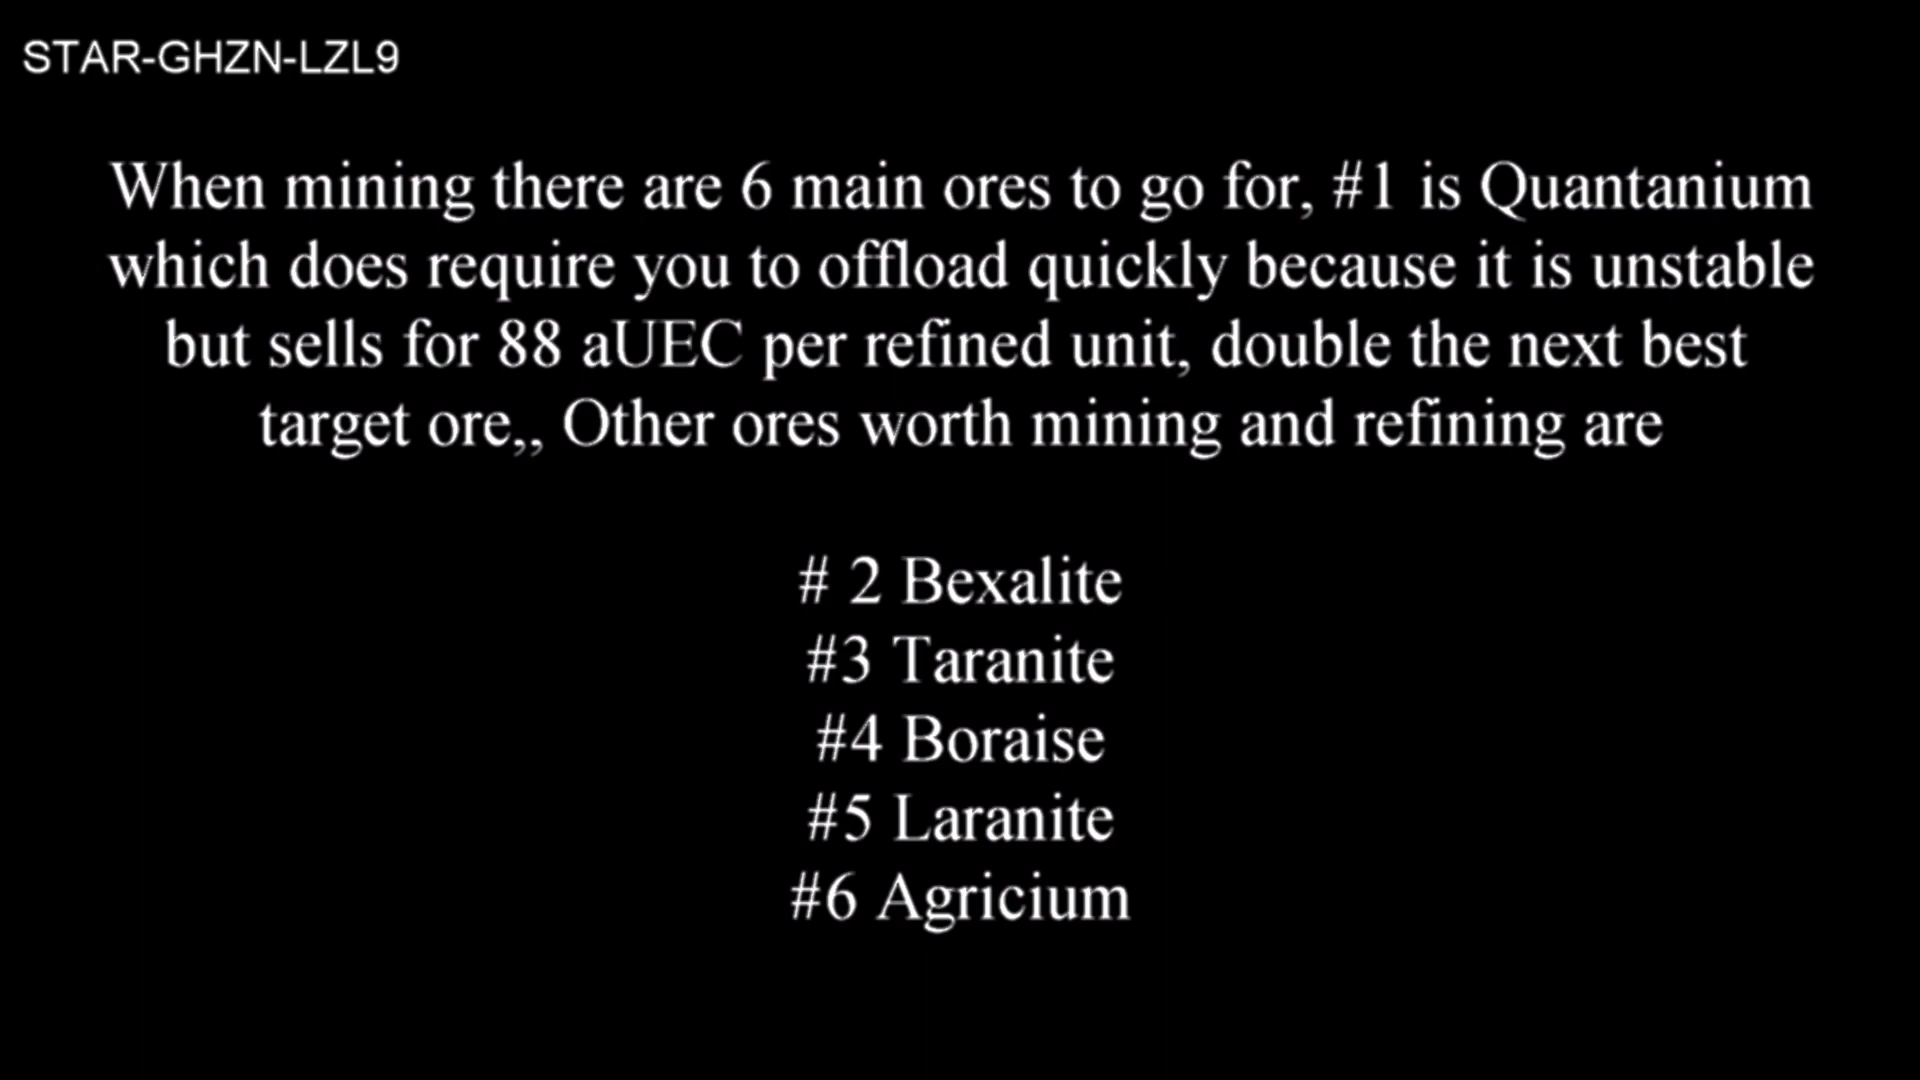 STAR-GHZN-LZL9
When mining there are 6 main ores to go for, #1 is Quantanium
which does require you to offload quickly because it is unstable
but sells for 88 aUEC per refined unit, double the next best
target ore,, Other ores worth mining and refining are
# 2 Bexalite
#3 Taranite
#4 Boraise
#5 Laranite
#6 Agricium